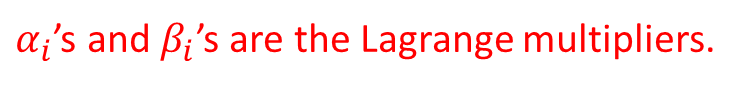 𝛼ᵢ’s and 𝛽ᵢ’s are the Lagrange multipliers.